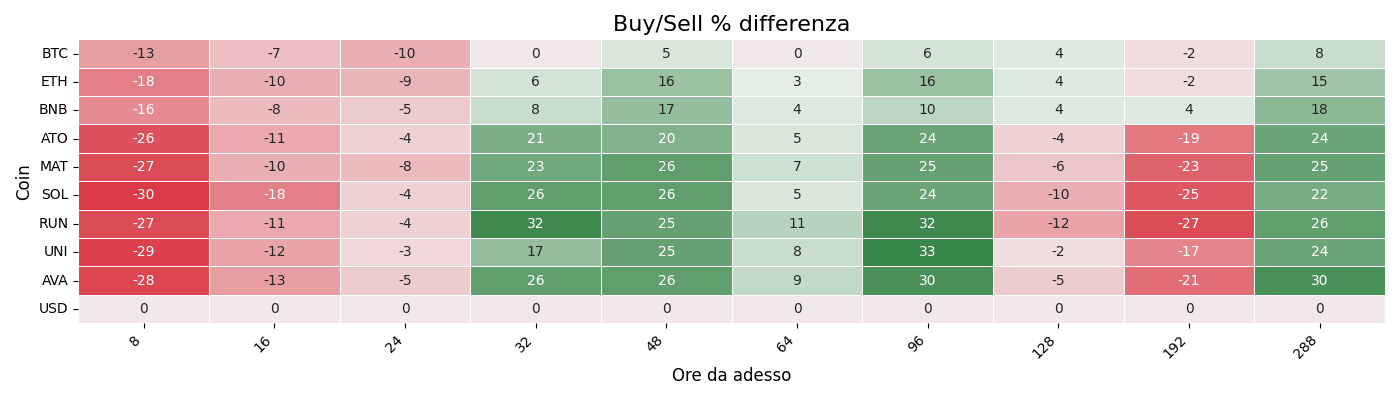 Buy/Sell % differenza
Coin
BTC -13 -7 -10 0 5 0 6 4 -2 8
ETH -18 -10 -9 6 16 3 16 4 -2 15
BNB -16 -8 -5 8 17 4 10 4 4 18
ATO -26 -11 -4 21 20 5 24 -4 -19 24
MAT -27 -10 -8 23 26 7 25 -6 -23 25
SOL -30 -18 -4 26 26 5 24 -10 -25 22
RUN -27 -11 -4 32 25 11 32 -12 -27 26
UNI -29 -12 -3 17 25 8 33 -2 -17 24
AVA -28 -13 -5 26 26 9 30 -5 -21 30
USD 0 0 0 0 0 0 0 0 0 0
8 16 24 32 48 64 96 128 192 288
Ore da adesso